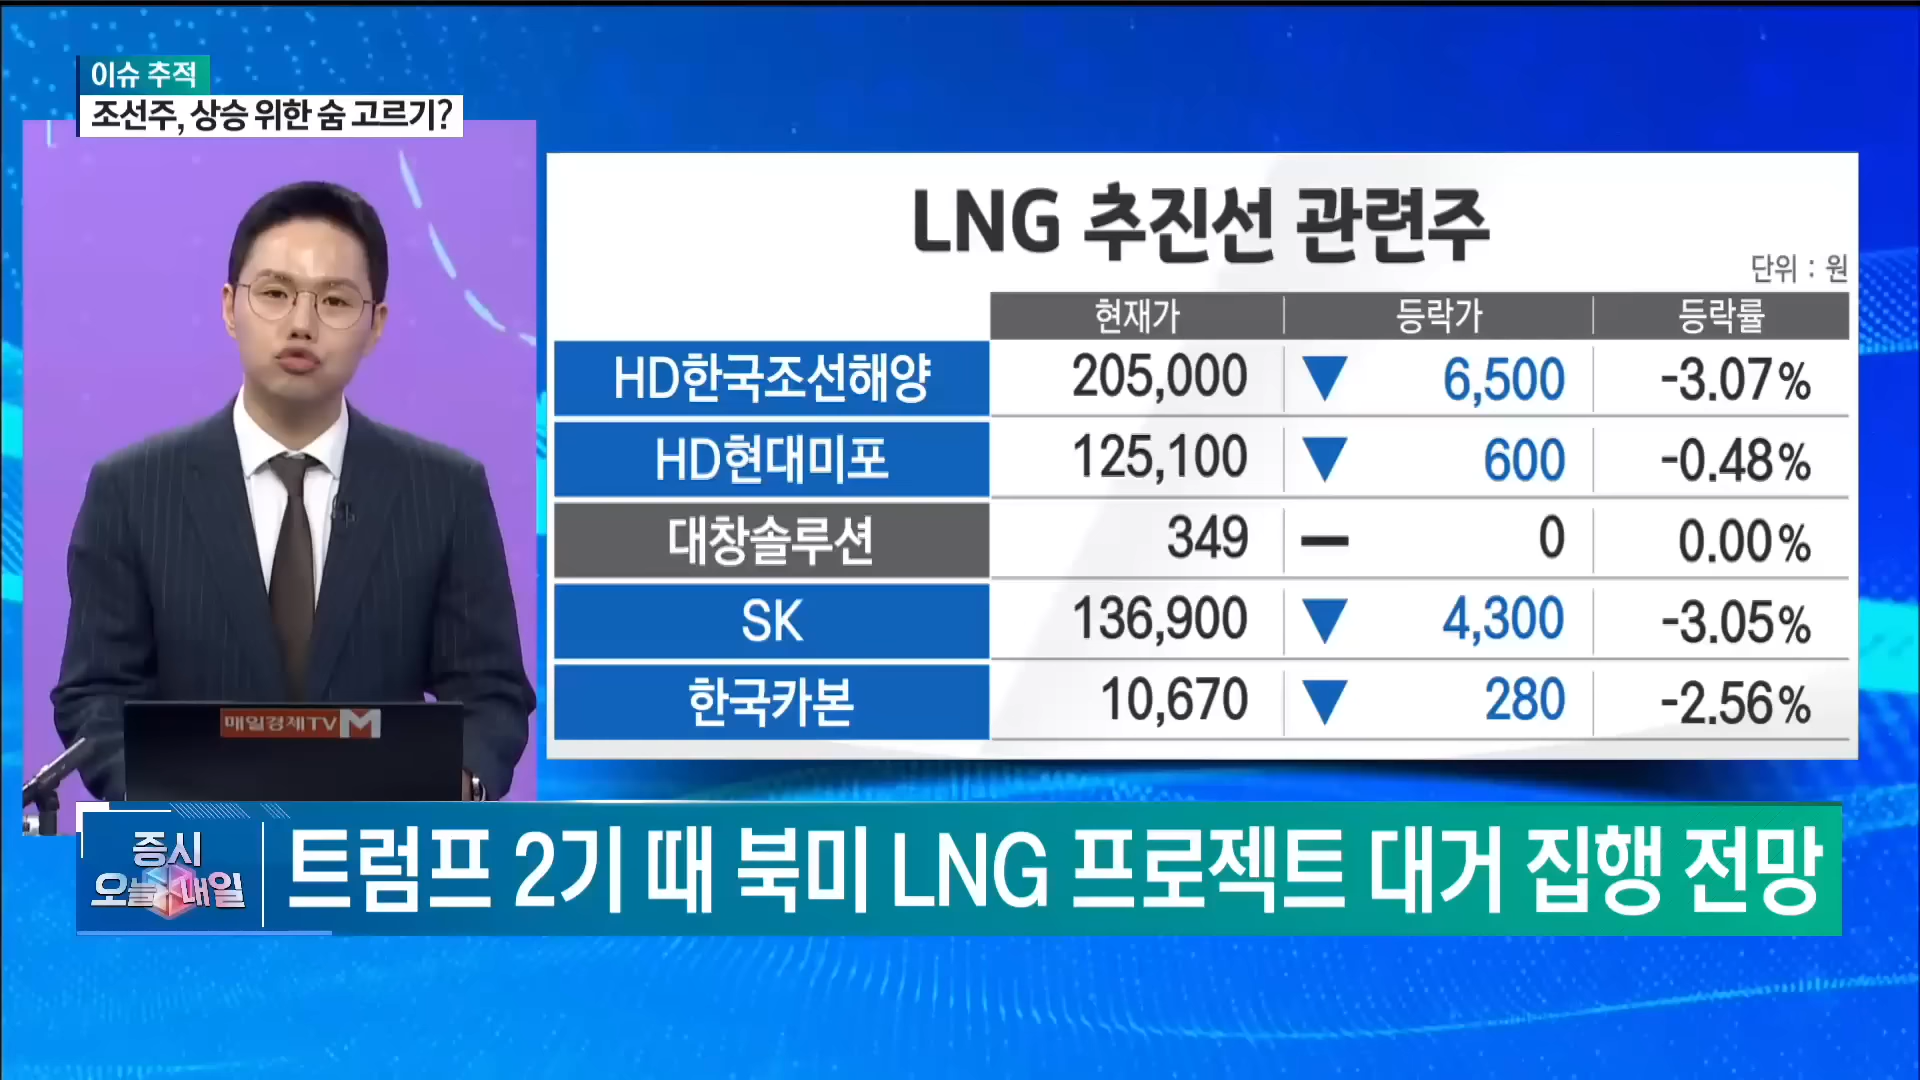 이슈 추적
조선주, 상승 위한 숨 고르기?
LNG 추진선 관련주
단위 : 원
현재가 등락가 등락률
HD한국조선해양 205,000 ▼ 6,500 -3.07%
HD현대미포 125,100 ▼ 600 -0.48%
대창솔루션 349 — 0 0.00%
SK 136,900 ▼ 4,300 -3.05%
한국카본 10,670 ▼ 280 -2.56%
매일경제TV M
증시
오늘 매일
트럼프 2기 때 북미 LNG 프로젝트 대거 집행 전망